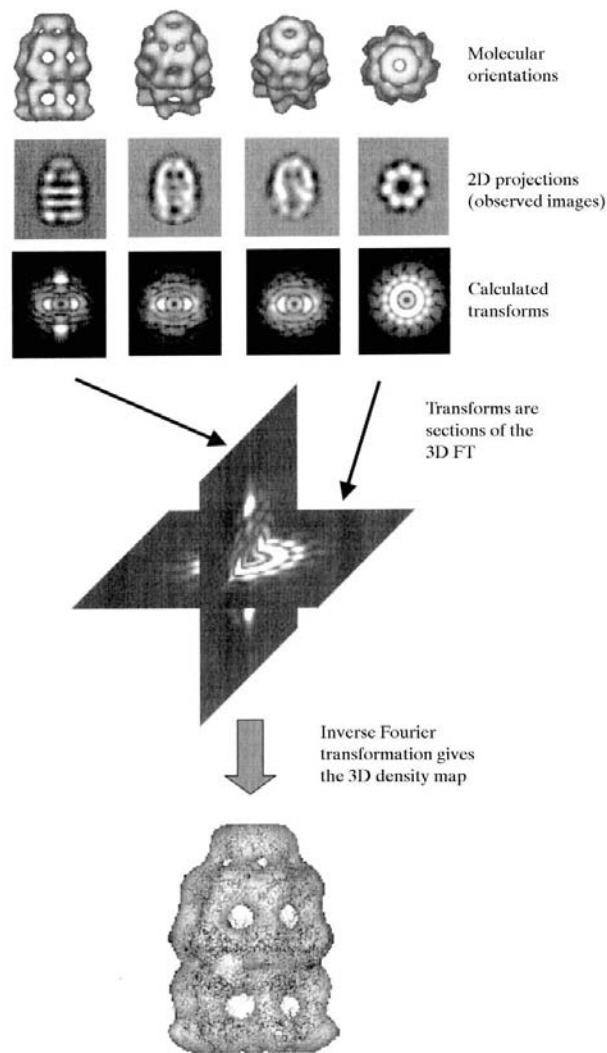 Molecular
orientations
2D projections
(observed images)
Calculated
transforms
Transforms are
sections of the
3D FT
Inverse Fourier
transformation gives
the 3D density map